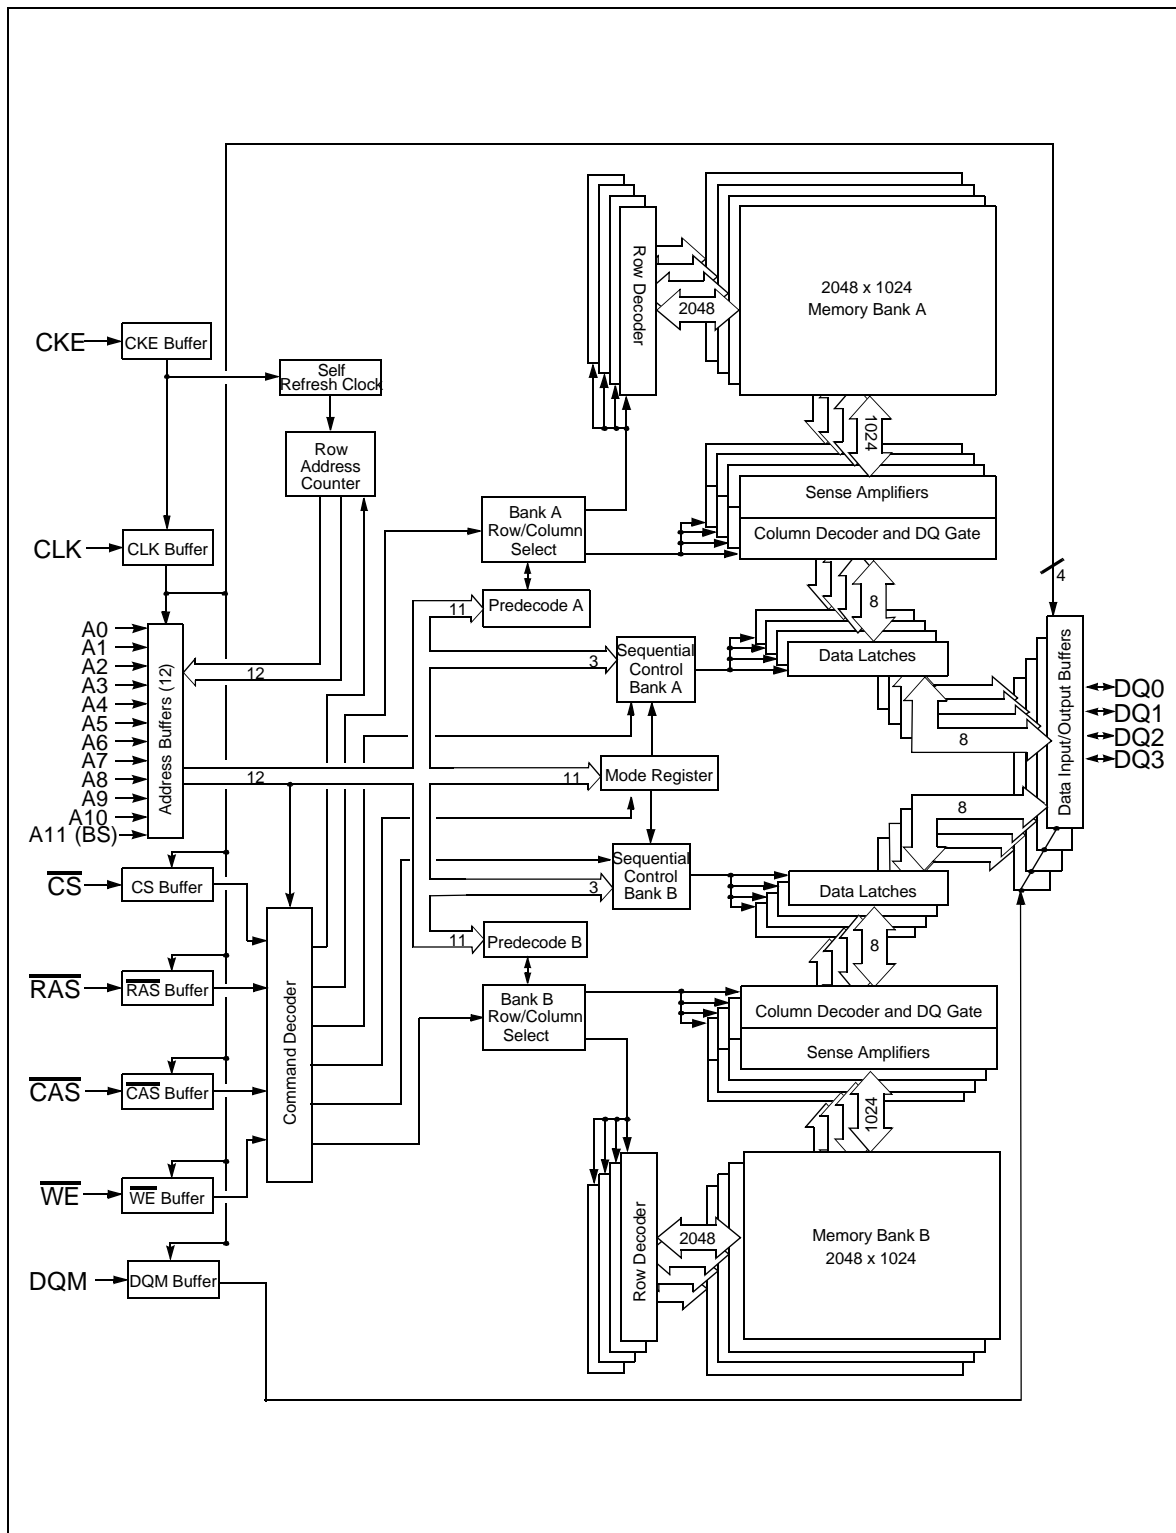 Row Decoder
2048
2048 x 1024
Memory Bank A
CKE
CKE Buffer
Self
Refresh Clock
Row
Address
Counter
1024
Sense Amplifiers
Column Decoder and DQ Gate
Bank A
Row/Column
Select
CLK
CLK Buffer
4
Predecode A
11
8
A0
A1
A2
A3
A4
A5
A6
A7
A8
A9
A10
A11 (BS)
Address Buffers (12)
12
3
Sequential
Control
Bank A
Data Latches
8
Data Input/Output Buffers
DQ0
DQ1
DQ2
DQ3
12
11
Mode Register
8
CS
CS Buffer
Sequential
Control
Bank B
3
Data Latches
11
Predecode B
8
RAS
RAS Buffer
Command Decoder
Bank B
Row/Column
Select
Column Decoder and DQ Gate
Sense Amplifiers
CAS
CAS Buffer
1024
WE
WE Buffer
Row Decoder
2048
Memory Bank B
2048 x 1024
DQM
DQM Buffer